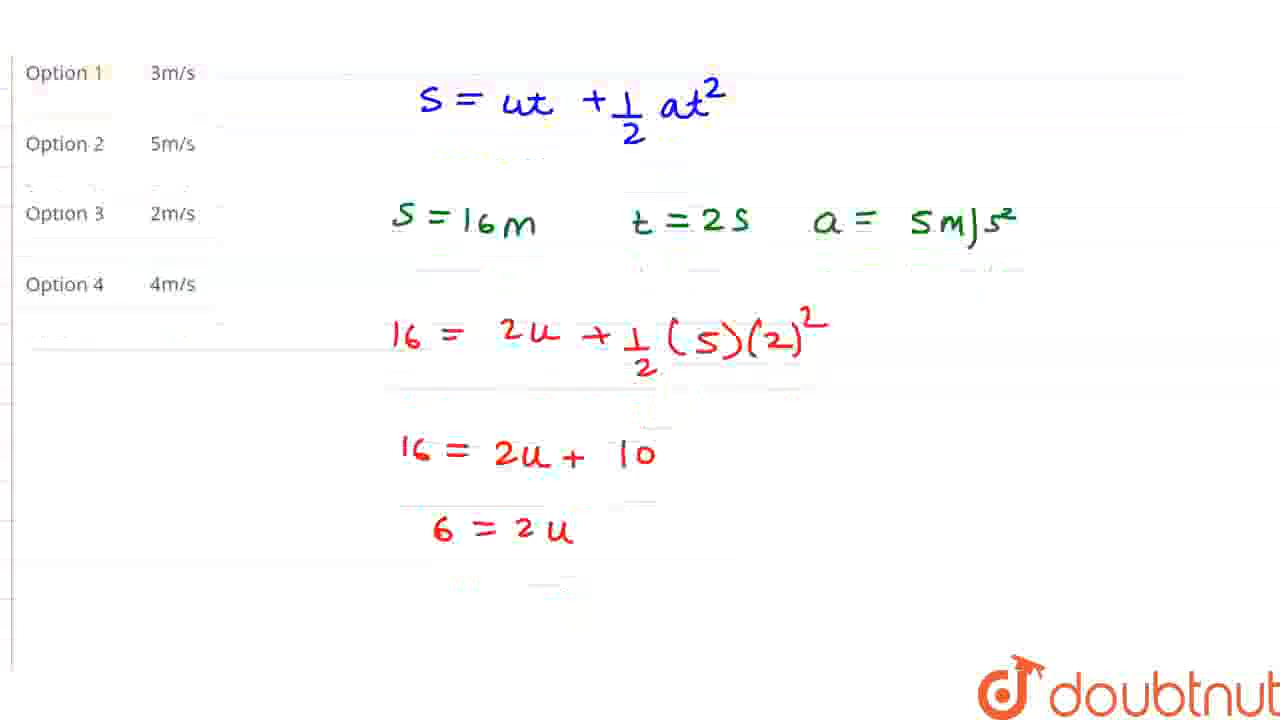 Option 1 3m/s
Option 2 5m/s
Option 3 2m/s
Option 4 4m/s
s = ut + 1/2 at²
s = 16m t = 2s a = 5m/s²
16 = 2u + 1/2 (5)(2)²
16 = 2u + 10
6 = 2u
doubtnut